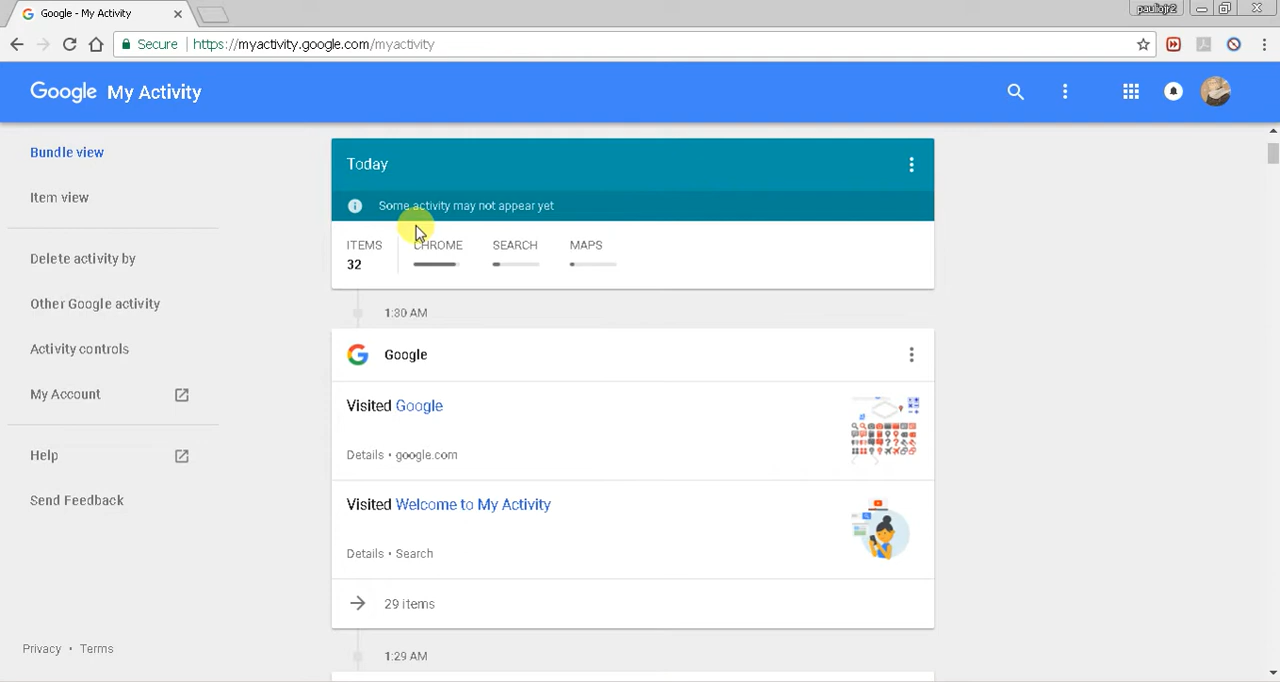 Google - My Activity
pauliojr2
Secure
https://myactivity.google.com/myactivity
Google My Activity
Bundle view
Item view
Delete activity by
Other Google activity
Activity controls
My Account
Help
Send Feedback
Privacy • Terms
Today
Some activity may not appear yet
ITEMS CHROME SEARCH MAPS
32
1:30 AM
Google
Visited Google
Details • google.com
Visited Welcome to My Activity
Details • Search
29 items
1:29 AM